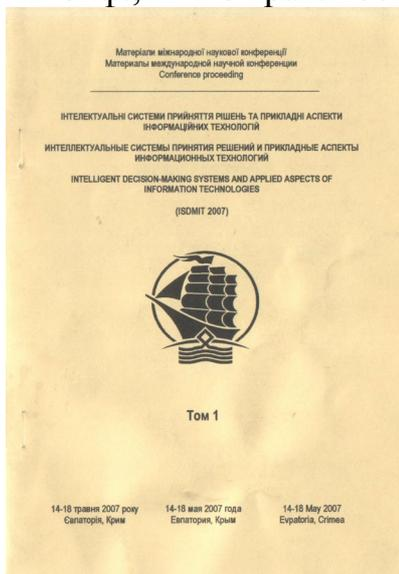 Матеріали міжнародної наукової конференції
Материалы международной научной конференции
Conference proceeding
ІНТЕЛЕКТУАЛЬНІ СИСТЕМИ ПРИЙНЯТТЯ РІШЕНЬ ТА ПРИКЛАДНІ АСПЕКТИ
ІНФОРМАЦІЙНИХ ТЕХНОЛОГІЙ
ИНТЕЛЛЕКТУАЛЬНЫЕ СИСТЕМЫ ПРИНЯТИЯ РЕШЕНИЙ И ПРИКЛАДНЫЕ АСПЕКТЫ
ИНФОРМАЦИОННЫХ ТЕХНОЛОГИЙ
INTELLIGENT DECISION-MAKING SYSTEMS AND APPLIED ASPECTS OF
INFORMATION TECHNOLOGIES
(ISDMIT 2007)
Том 1
14-18 травня 2007 року 14-18 мая 2007 года 14-18 May 2007
Євпаторія, Крим Евпатория, Крым Evpatoria, Crimea